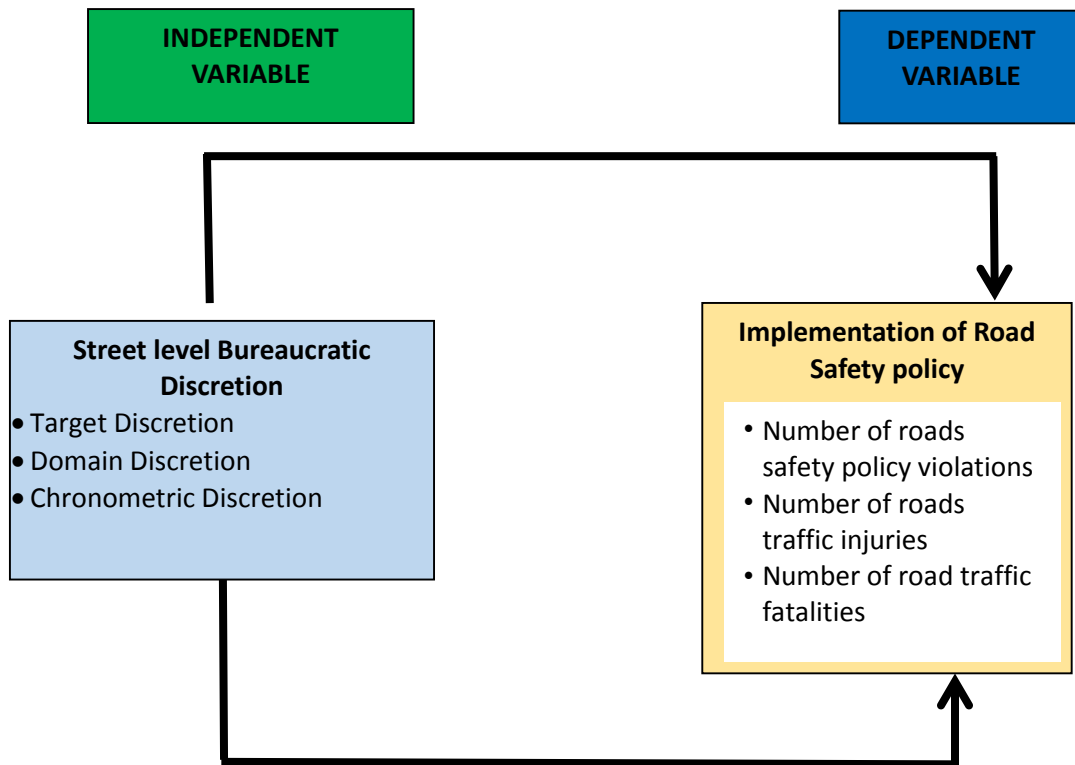 INDEPENDENT
VARIABLE
DEPENDENT
VARIABLE
Street level Bureaucratic
Discretion
• Target Discretion
• Domain Discretion
• Chronometric Discretion
Implementation of Road
Safety policy
• Number of roads
safety policy violations
• Number of roads
traffic injuries
• Number of road traffic
fatalities